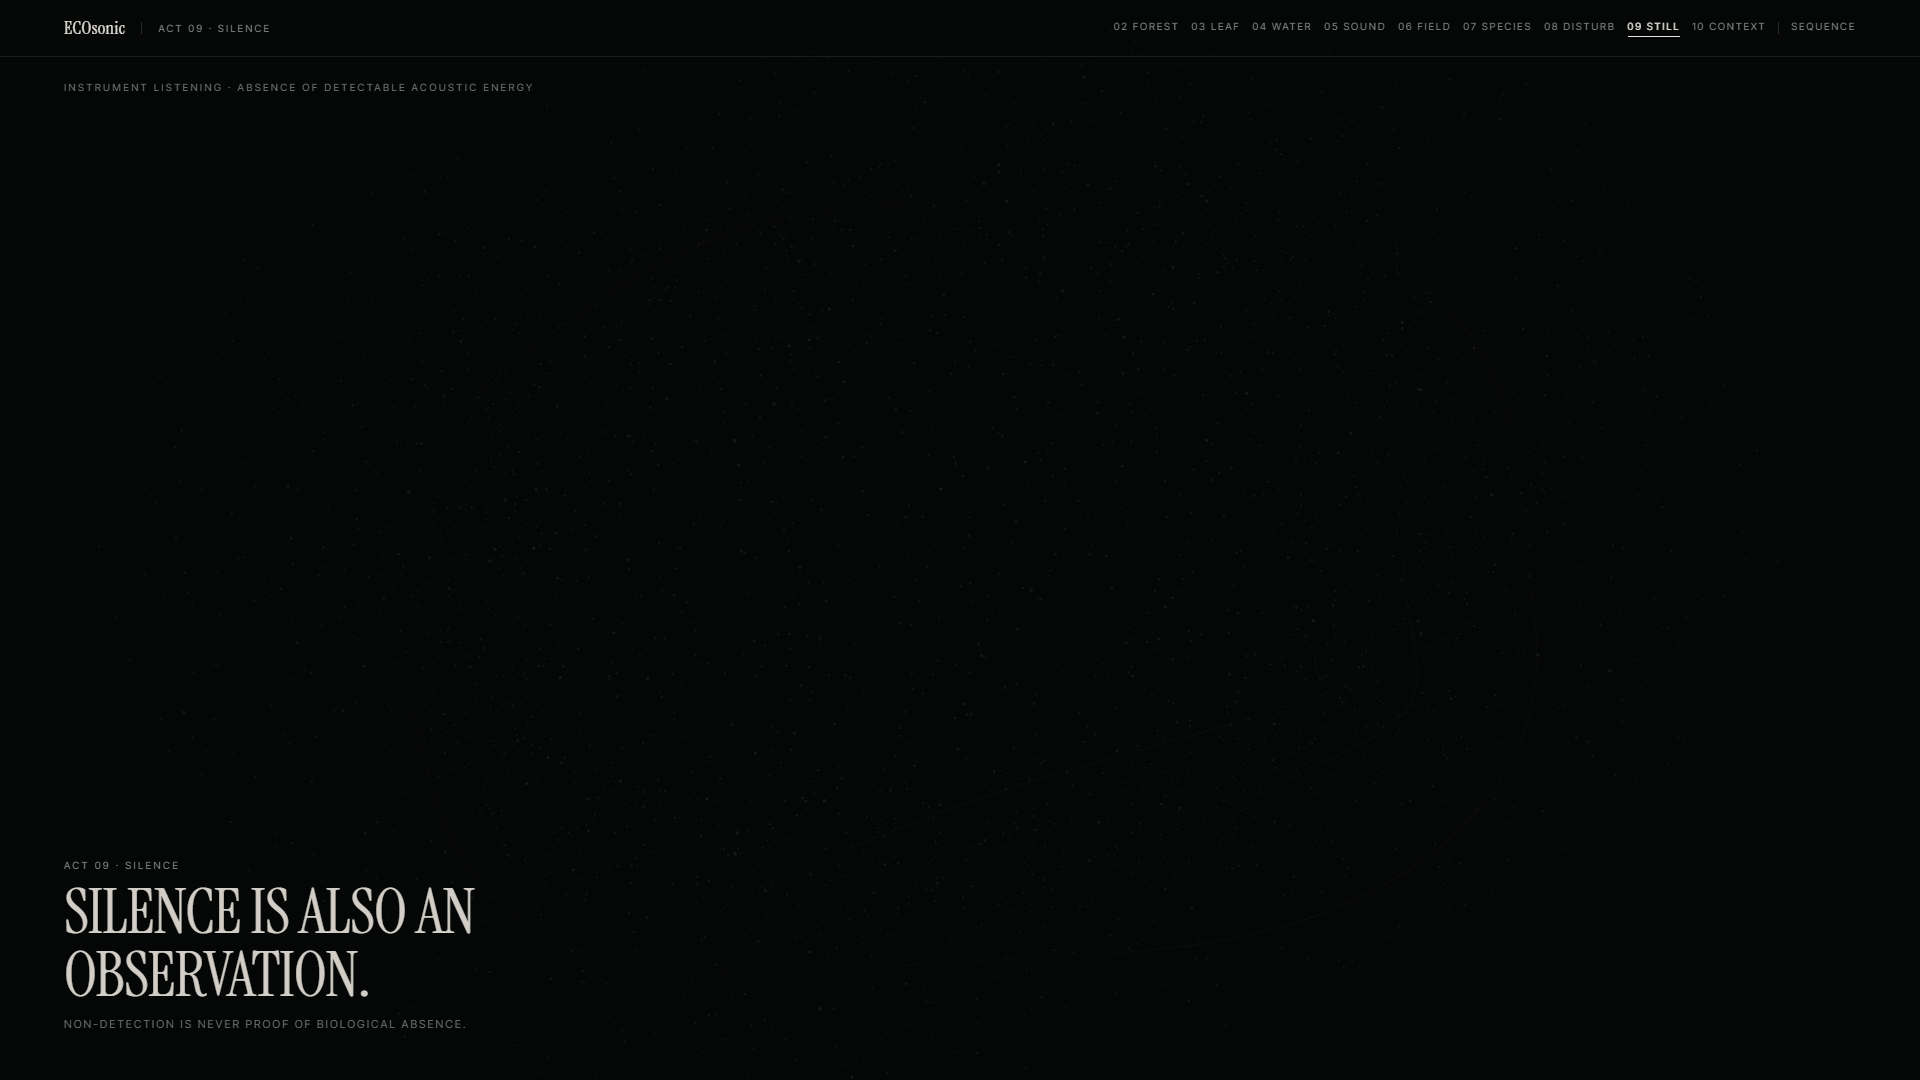 ECOsonic
ACT 09 · SILENCE
02 FOREST 03 LEAF 04 WATER 05 SOUND 06 FIELD 07 SPECIES 08 DISTURB 09 STILL 10 CONTEXT SEQUENCE
INSTRUMENT LISTENING · ABSENCE OF DETECTABLE ACOUSTIC ENERGY
ACT 09 · SILENCE
SILENCE IS ALSO AN
OBSERVATION.
NON-DETECTION IS NEVER PROOF OF BIOLOGICAL ABSENCE.